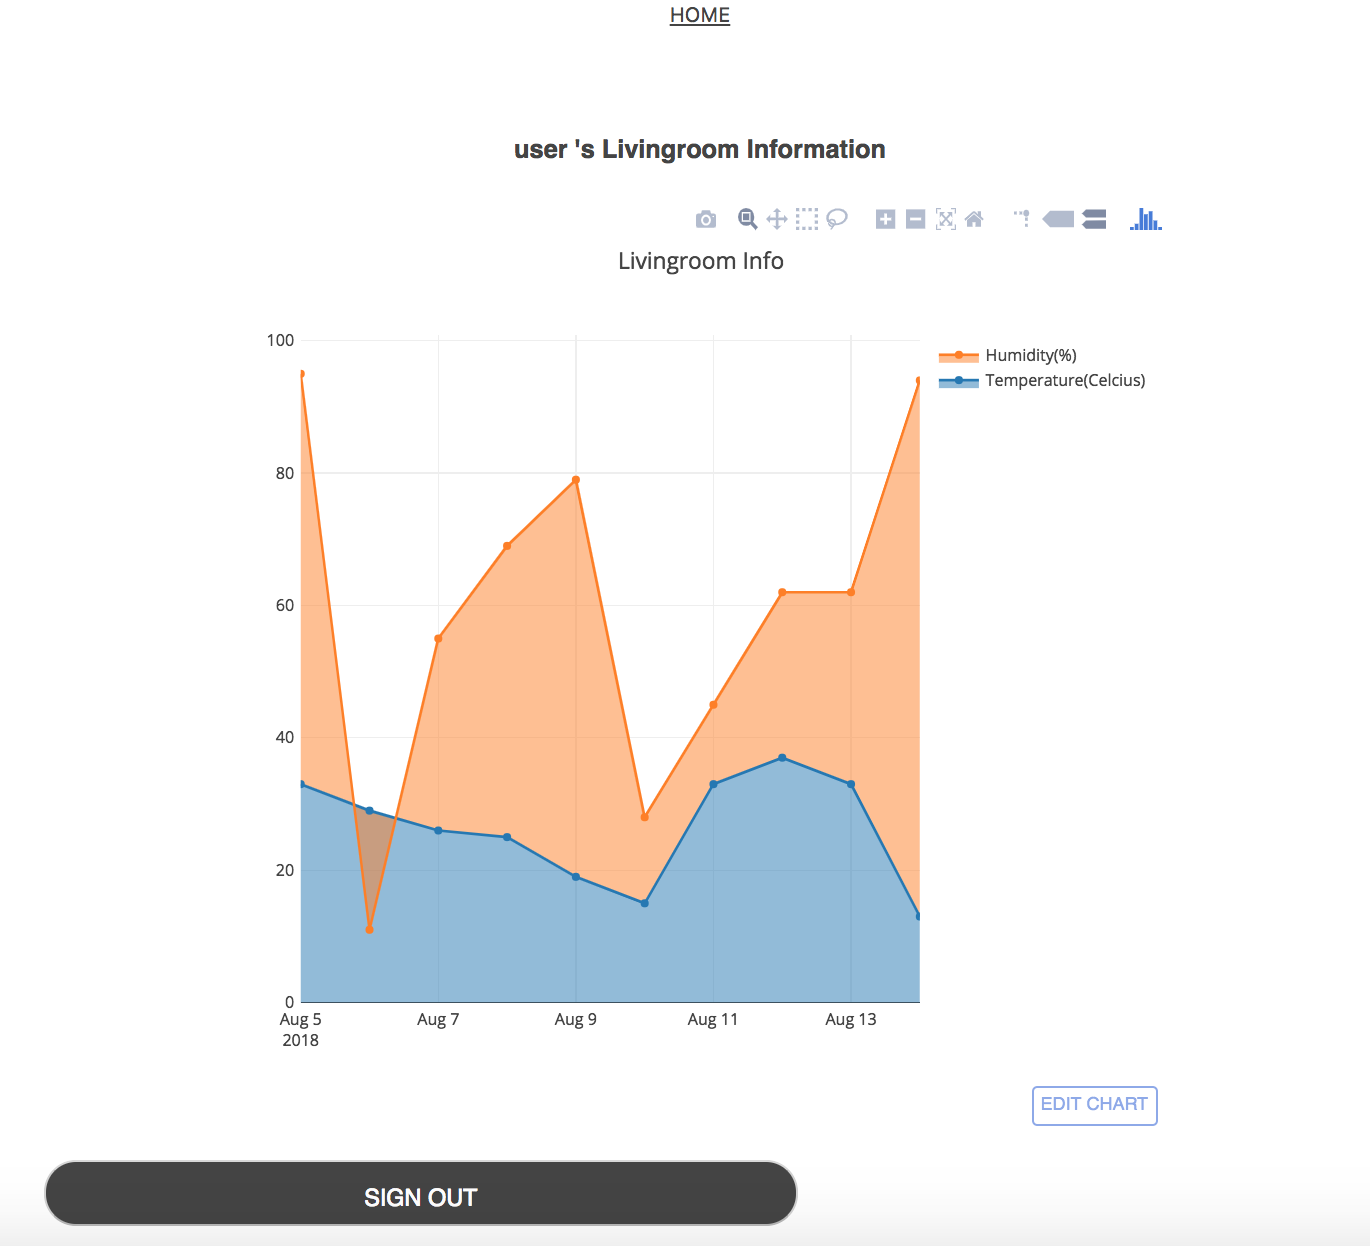 HOME
user 's Livingroom Information
Livingroom Info
100
80
60
40
20
0
Aug 5
2018
Aug 7
Aug 9
Aug 11
Aug 13
Humidity(%)
Temperature(Celcius)
EDIT CHART
SIGN OUT